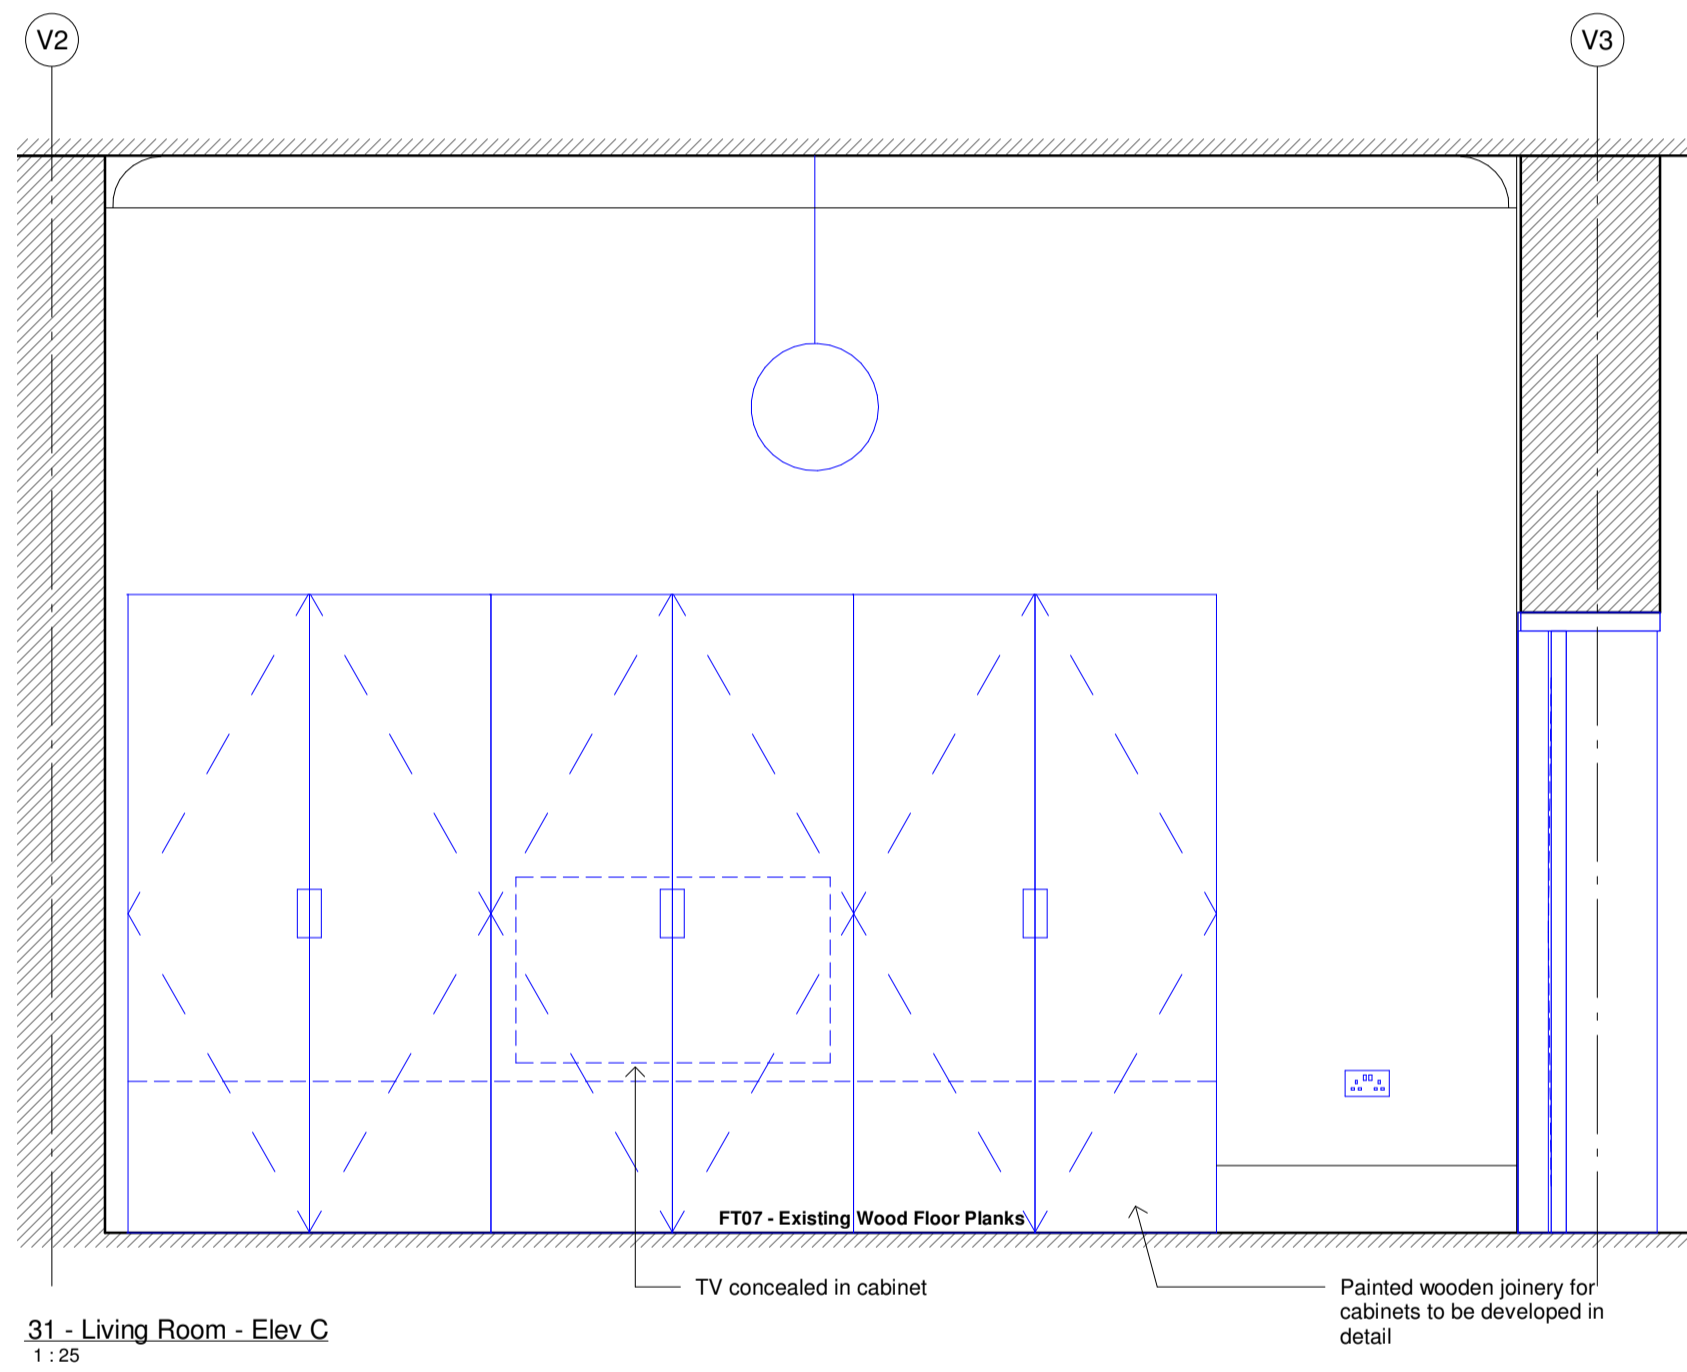 V2
V3
FT07 - Existing Wood Floor Planks
TV concealed in cabinet
Painted wooden joinery for
cabinets to be developed in
detail
31 - Living Room - Elev C
1 : 25